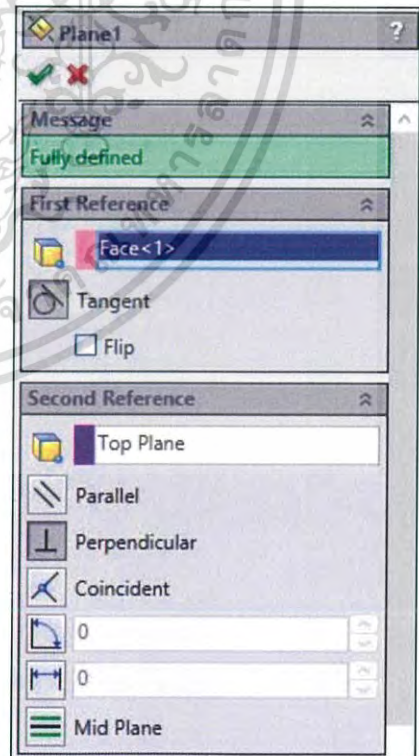 Plane1 ?
Message
Fully defined
First Reference
Face<1>
Tangent
Flip
Second Reference
Top Plane
Parallel
Perpendicular
Coincident
0
0
Mid Plane